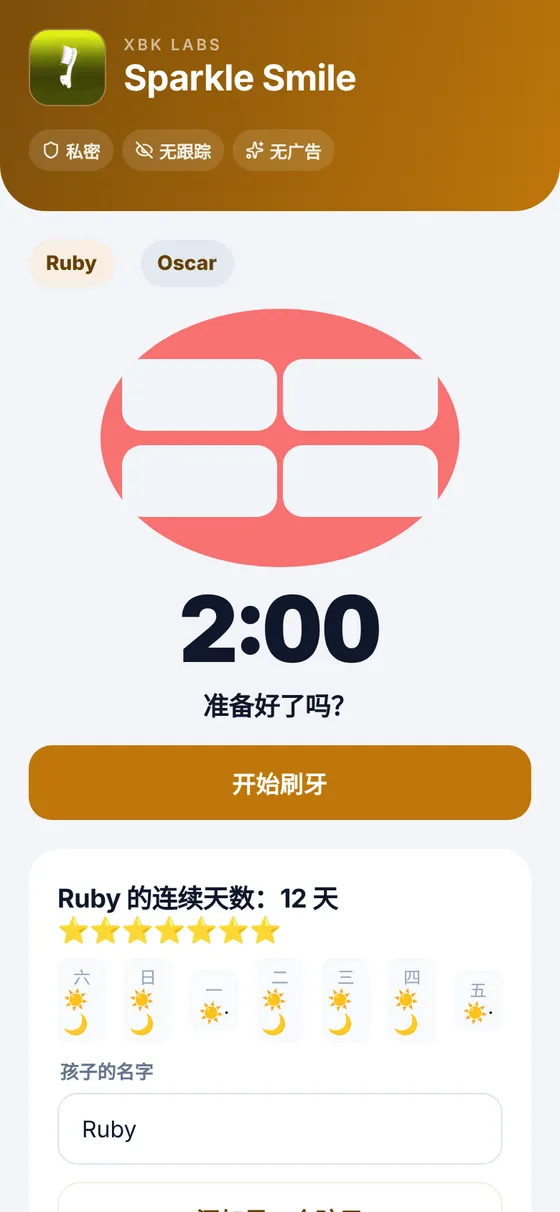 XBK LABS
Sparkle Smile
私密 无跟踪 无广告
Ruby Oscar
2:00
准备好了吗？
开始刷牙
Ruby 的连续天数：12 天
六 日 一 二 三 四 五
孩子的名字
Ruby